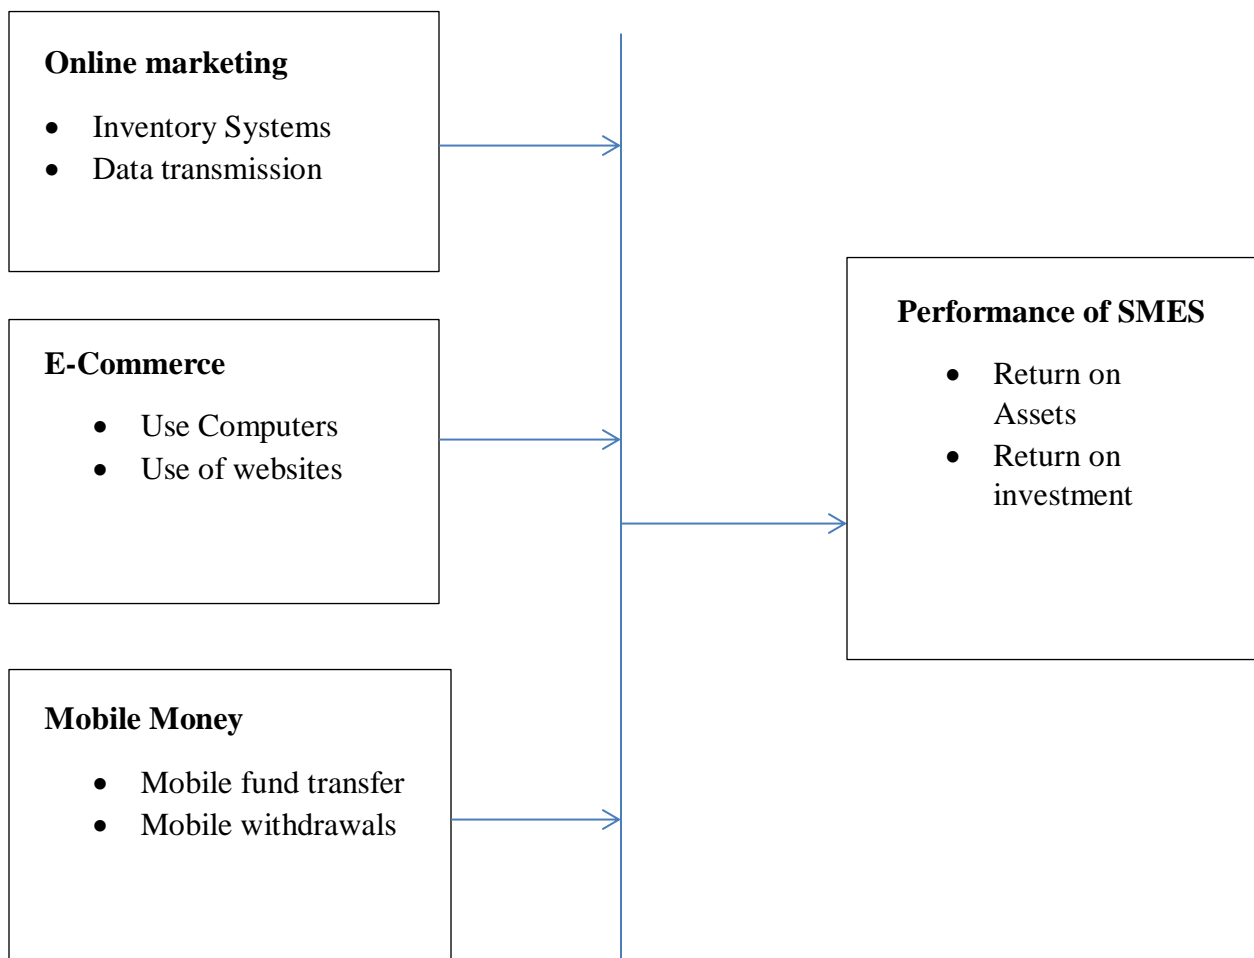 Online marketing
• Inventory Systems
• Data transmission
E-Commerce
• Use Computers
• Use of websites
Mobile Money
• Mobile fund transfer
• Mobile withdrawals
Performance of SMES
• Return on
Assets
• Return on
investment